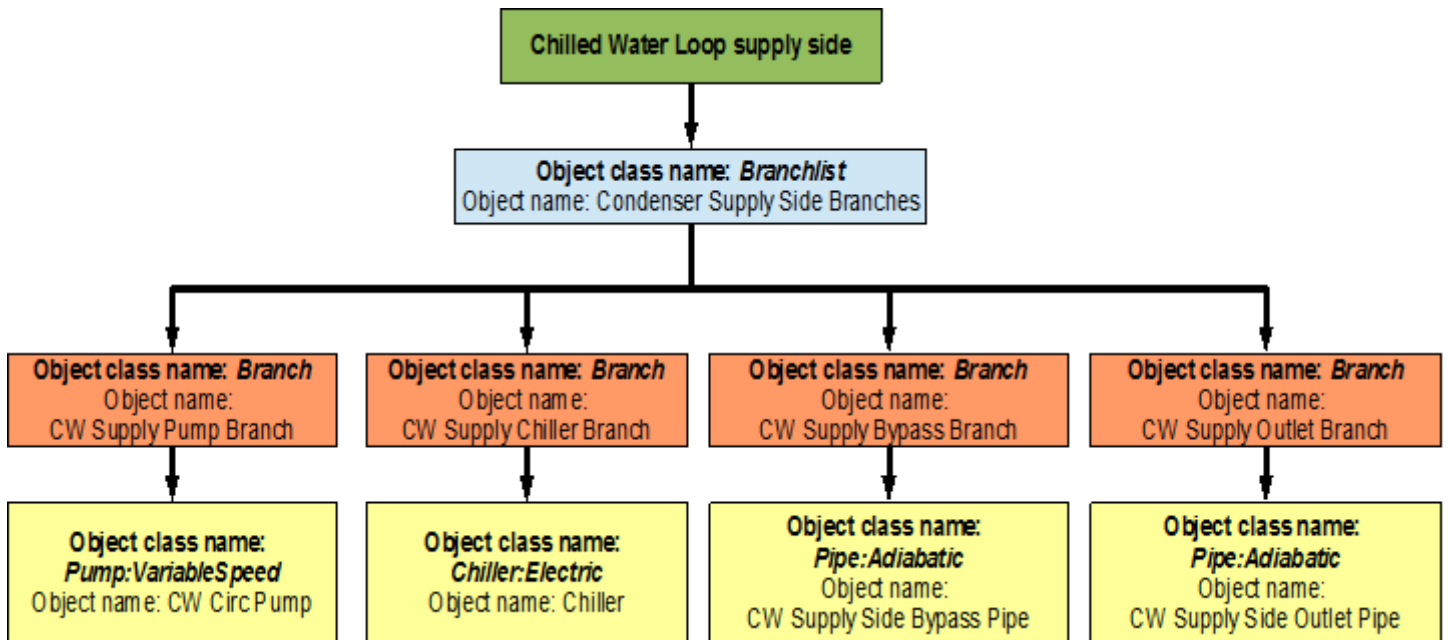 Chilled Water Loop supply side
Object class name: Branchlist
Object name: Condenser Supply Side Branches
Object class name: Branch
Object name:
CW Supply Pump Branch
Object class name: Branch
Object name:
CW Supply Chiller Branch
Object class name: Branch
Object name:
CW Supply Bypass Branch
Object class name: Branch
Object name:
CW Supply Outlet Branch
Object class name:
Pump:VariableSpeed
Object name: CW Circ Pump
Object class name:
Chiller:Electric
Object name: Chiller
Object class name:
Pipe:Adiabatic
Object name:
CW Supply Side Bypass Pipe
Object class name:
Pipe:Adiabatic
Object name:
CW Supply Side Outlet Pipe